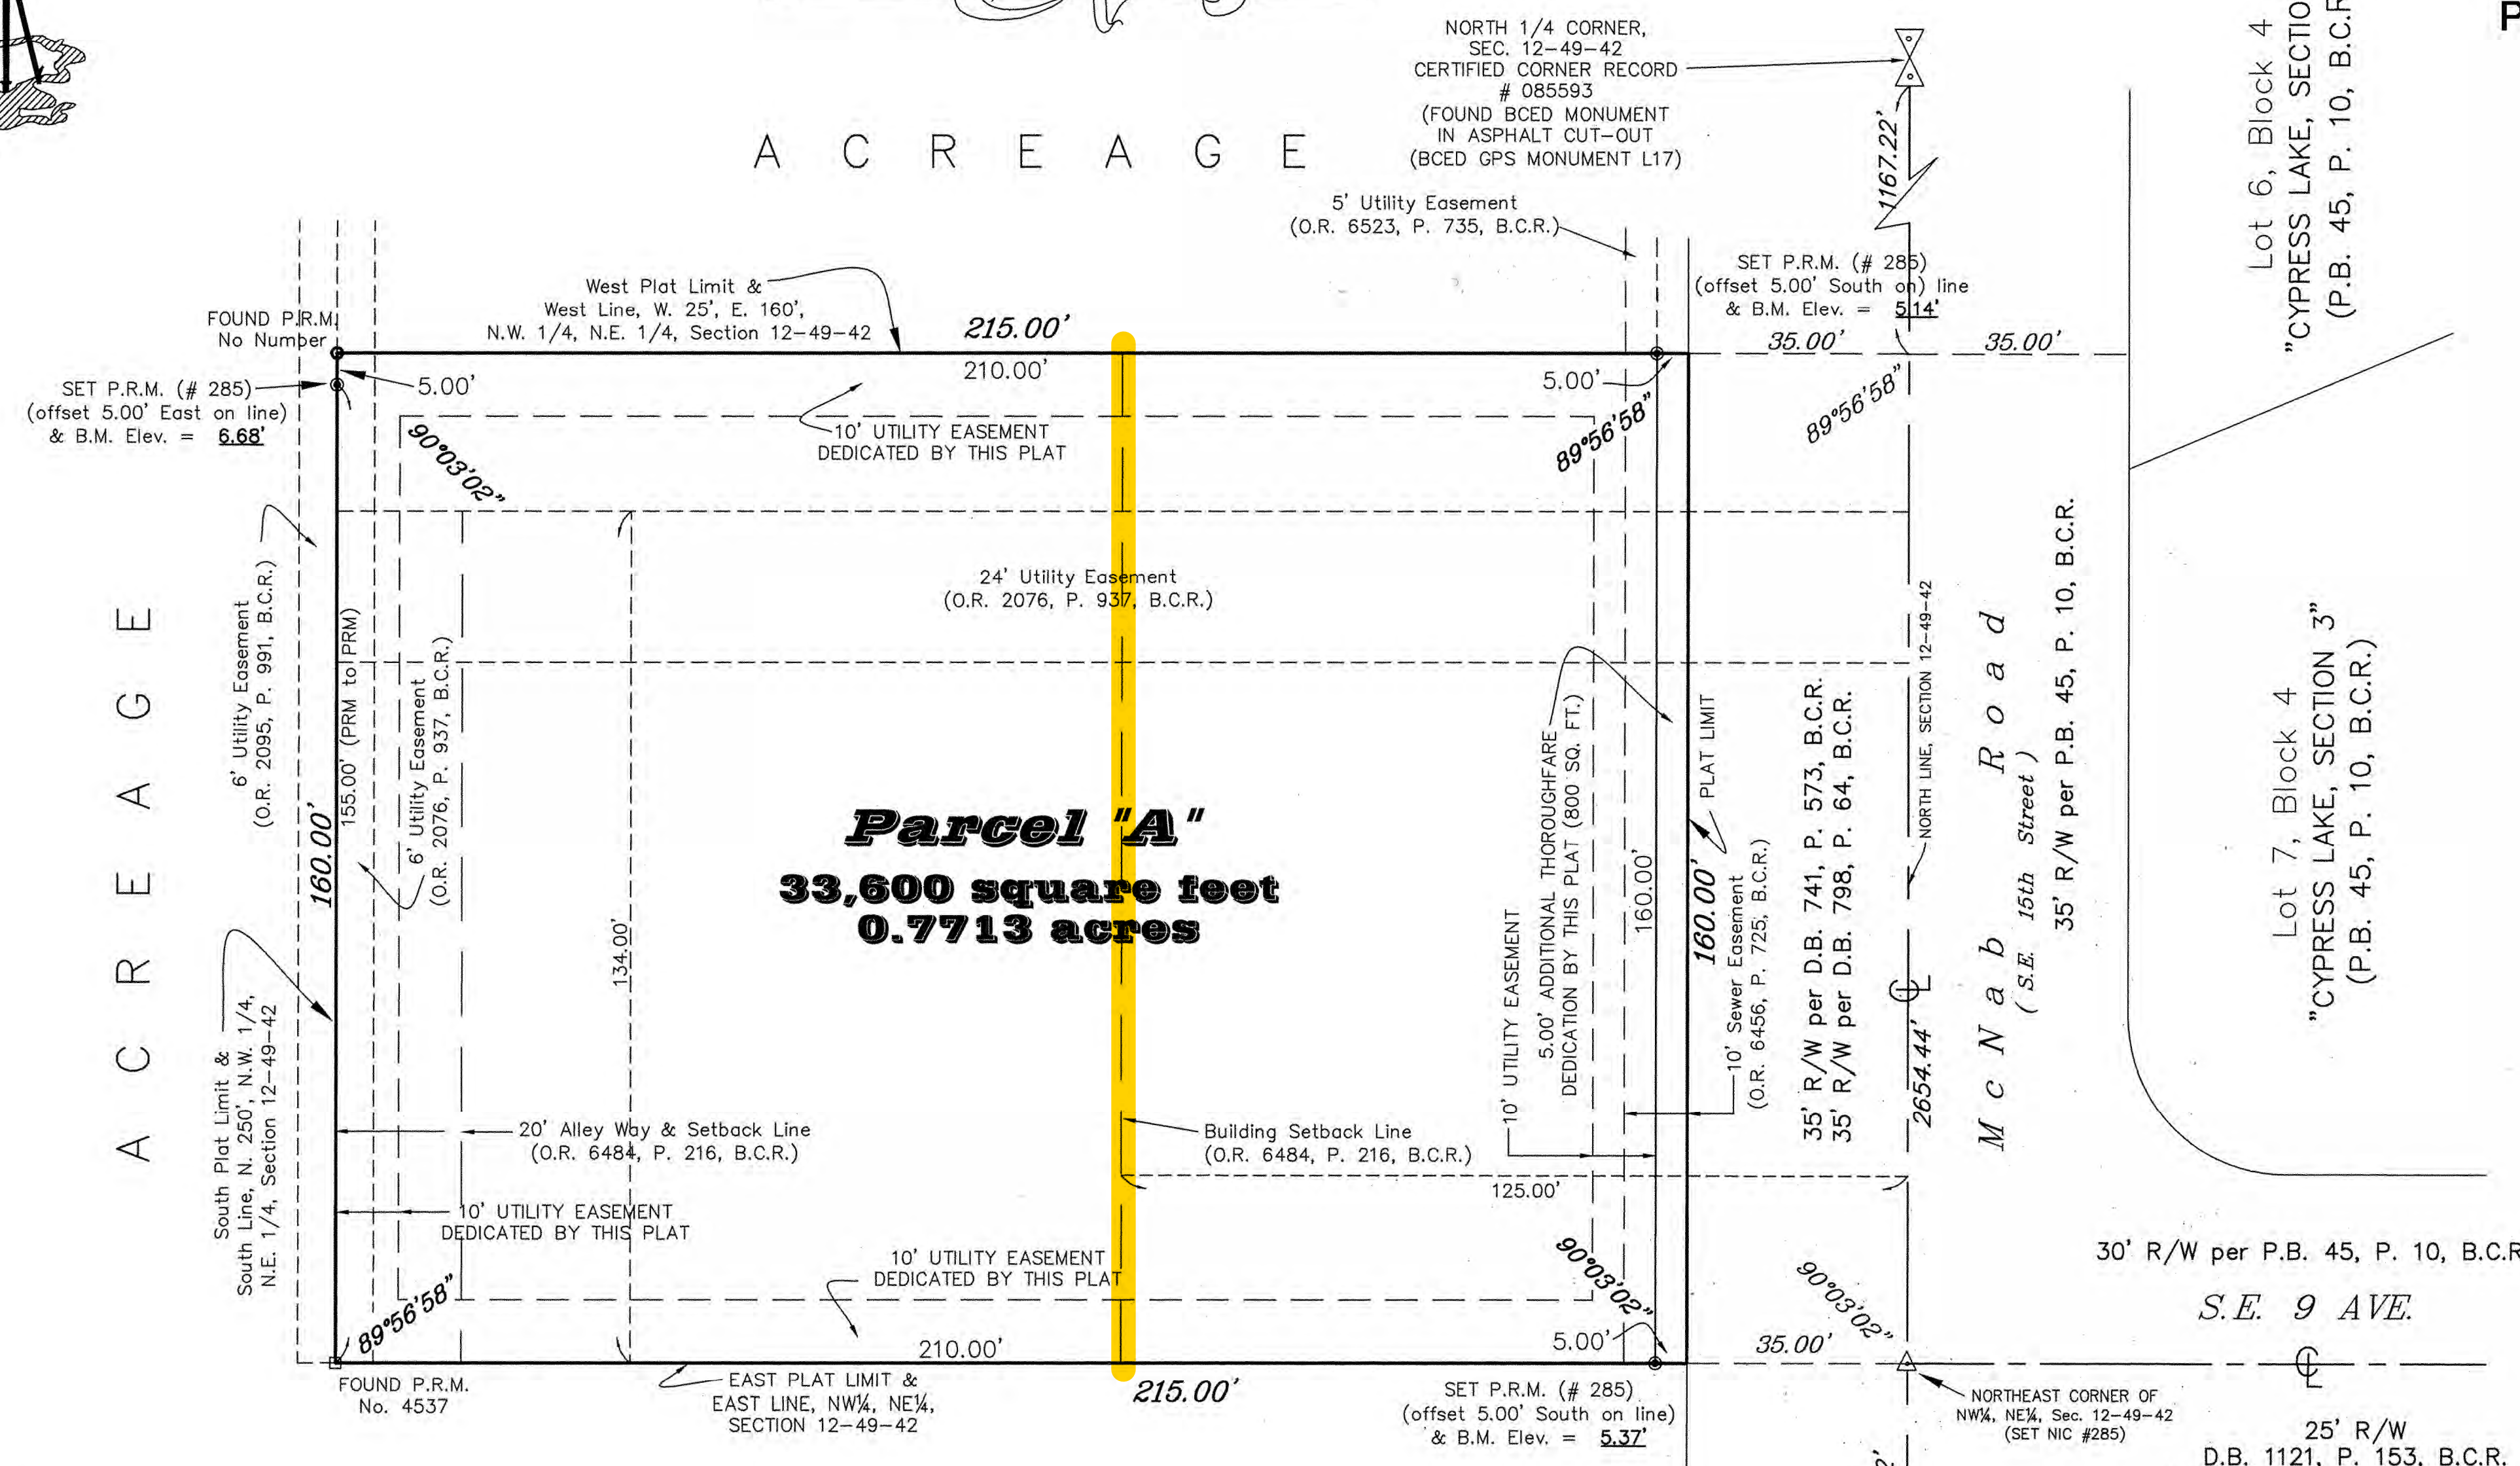 NORTH 1/4 CORNER,
SEC. 12-49-42
CERTIFIED CORNER RECORD
# 085593
(FOUND BCED MONUMENT
IN ASPHALT CUT-OUT
(BCED GPS MONUMENT L17)
P
1167.22'
Lot 6, Block 4
"CYPRESS LAKE, SECTIO
(P.B. 45, P. 10, B.C.R
ACREAGE
5' Utility Easement
(O.R. 6523, P. 735, B.C.R.)
SET P.R.M. (# 285)
(offset 5.00' South on) line
& B.M. Elev. = 5.14'
West Plat Limit &
West Line, W. 25', E. 160',
N.W. 1/4, N.E. 1/4, Section 12-49-42
215.00'
210.00'
FOUND P.R.M.
No Number
SET P.R.M. (# 285)
(offset 5.00' East on line)
& B.M. Elev. = 6.68'
5.00'
5.00'
35.00'
35.00'
10' UTILITY EASEMENT
DEDICATED BY THIS PLAT
90°03'02"
89°56'58"
89°56'58"
24' Utility Easement
(O.R. 2076, P. 937, B.C.R.)
ACREAGE
6' Utility Easement
(O.R. 2095, P. 991, B.C.R.)
160.00'
155.00' (PRM to PRM)
6' Utility Easement
(O.R. 2076, P. 937, B.C.R.)
134.00'
Parcel "A"
33,600 square feet
0.7713 acres
10' UTILITY EASEMENT
5.00' ADDITIONAL THOROUGHFARE
DEDICATION BY THIS PLAT (800 SQ. FT.)
160.00'
160.00'
PLAT LIMIT
10' Sewer Easement
(O.R. 6456, P. 725, B.C.R.)
35' R/W per D.B. 741, P. 573, B.C.R.
35' R/W per D.B. 798, P. 64, B.C.R.
NORTH LINE, SECTION 12-49-42
2654.44'
McNab Road
( S.E. 15th Street )
35' R/W per P.B. 45, P. 10, B.C.R.
Lot 7, Block 4
"CYPRESS LAKE, SECTION 3"
(P.B. 45, P. 10, B.C.R.)
South Plat Limit &
South Line, N. 250', N.W. 1/4,
N.E. 1/4, Section 12-49-42
20' Alley Way & Setback Line
(O.R. 6484, P. 216, B.C.R.)
Building Setback Line
(O.R. 6484, P. 216, B.C.R.)
125.00'
10' UTILITY EASEMENT
DEDICATED BY THIS PLAT
10' UTILITY EASEMENT
DEDICATED BY THIS PLAT
89°56'58"
90°03'02"
90°03'02"
30' R/W per P.B. 45, P. 10, B.C.R
S.E. 9 AVE.
210.00'
5.00'
35.00'
FOUND P.R.M.
No. 4537
EAST PLAT LIMIT &
EAST LINE, NW¼, NE¼,
SECTION 12-49-42
215.00'
SET P.R.M. (# 285)
(offset 5.00' South on line)
& B.M. Elev. = 5.37'
NORTHEAST CORNER OF
NW¼, NE¼, Sec. 12-49-42
(SET NIC #285)
25' R/W
D.B. 1121, P. 153, B.C.R.